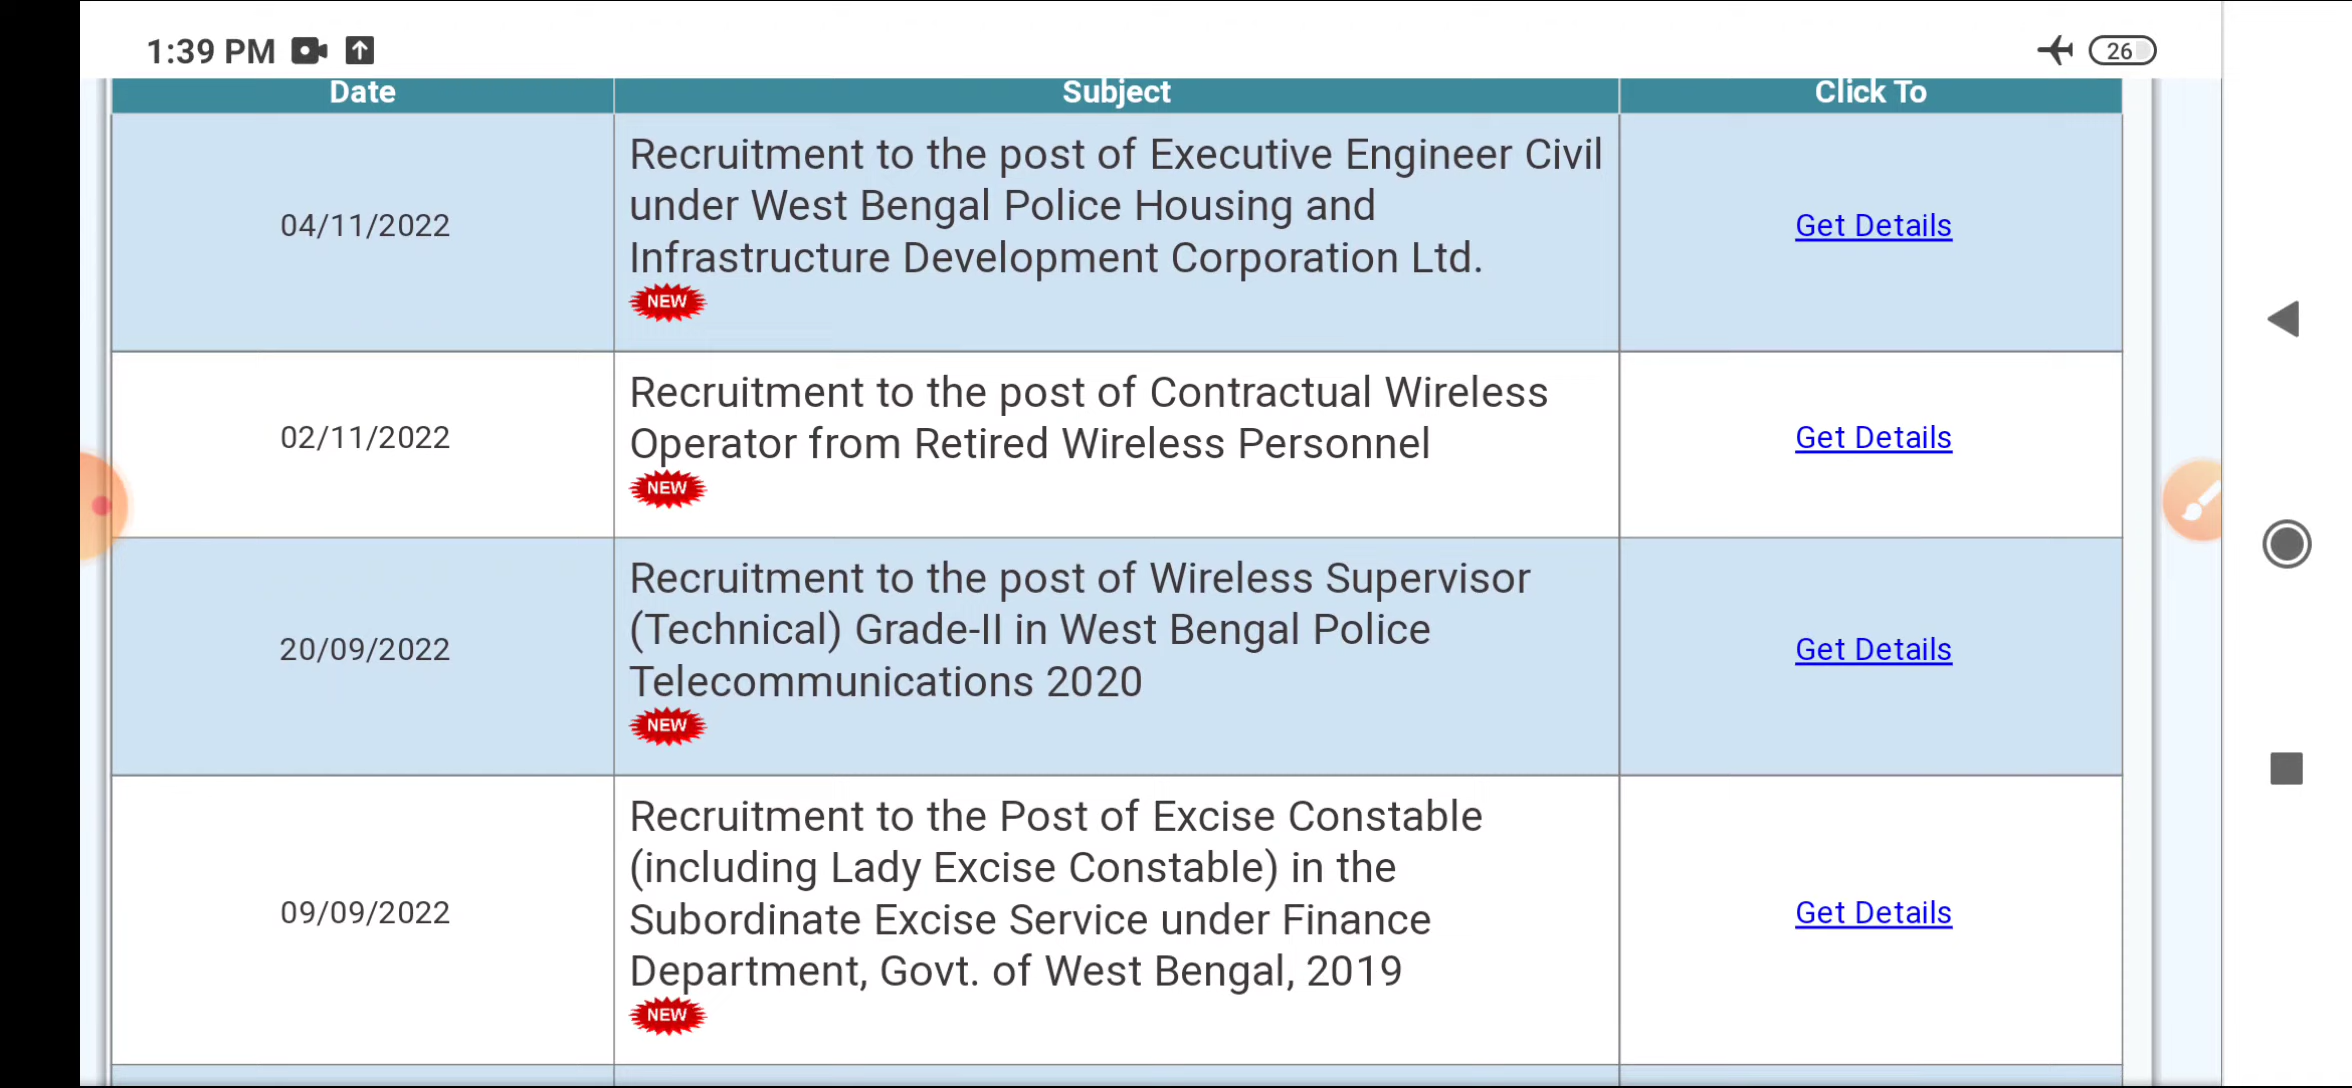 1:39 PM
26
Date Subject Click To
Recruitment to the post of Executive Engineer Civil
under West Bengal Police Housing and
04/11/2022 Get Details
Infrastructure Development Corporation Ltd.
NEW
Recruitment to the post of Contractual Wireless
02/11/2022 Operator from Retired Wireless Personnel Get Details
NEW
Recruitment to the post of Wireless Supervisor
20/09/2022 (Technical) Grade-II in West Bengal Police Get Details
Telecommunications 2020
NEW
Recruitment to the Post of Excise Constable
(including Lady Excise Constable) in the
09/09/2022 Subordinate Excise Service under Finance Get Details
Department, Govt. of West Bengal, 2019
NEW